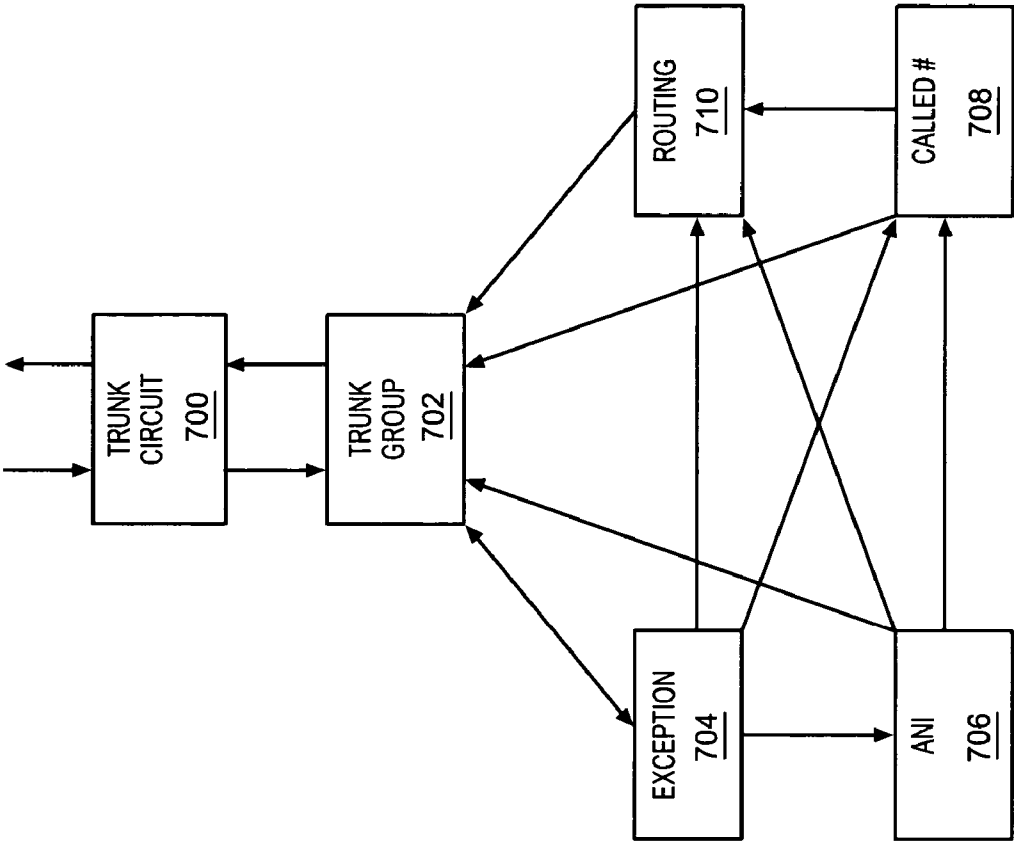 TRUNK
CIRCUIT
700
TRUNK
GROUP
702
EXCEPTION
704
ROUTING
710
ANI
706
CALLED #
708